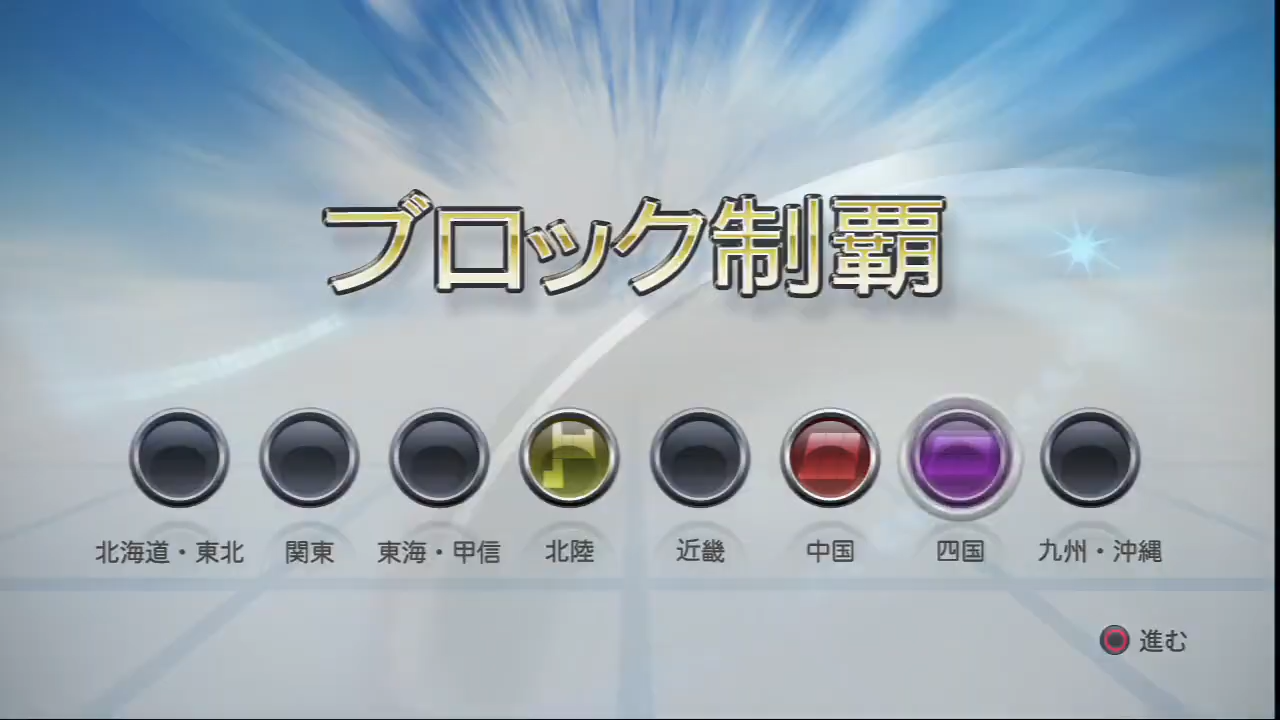 ブロック制覇
北海道・東北 関東 東海・甲信 北陸 近畿 中国 四国 九州・沖縄
進む